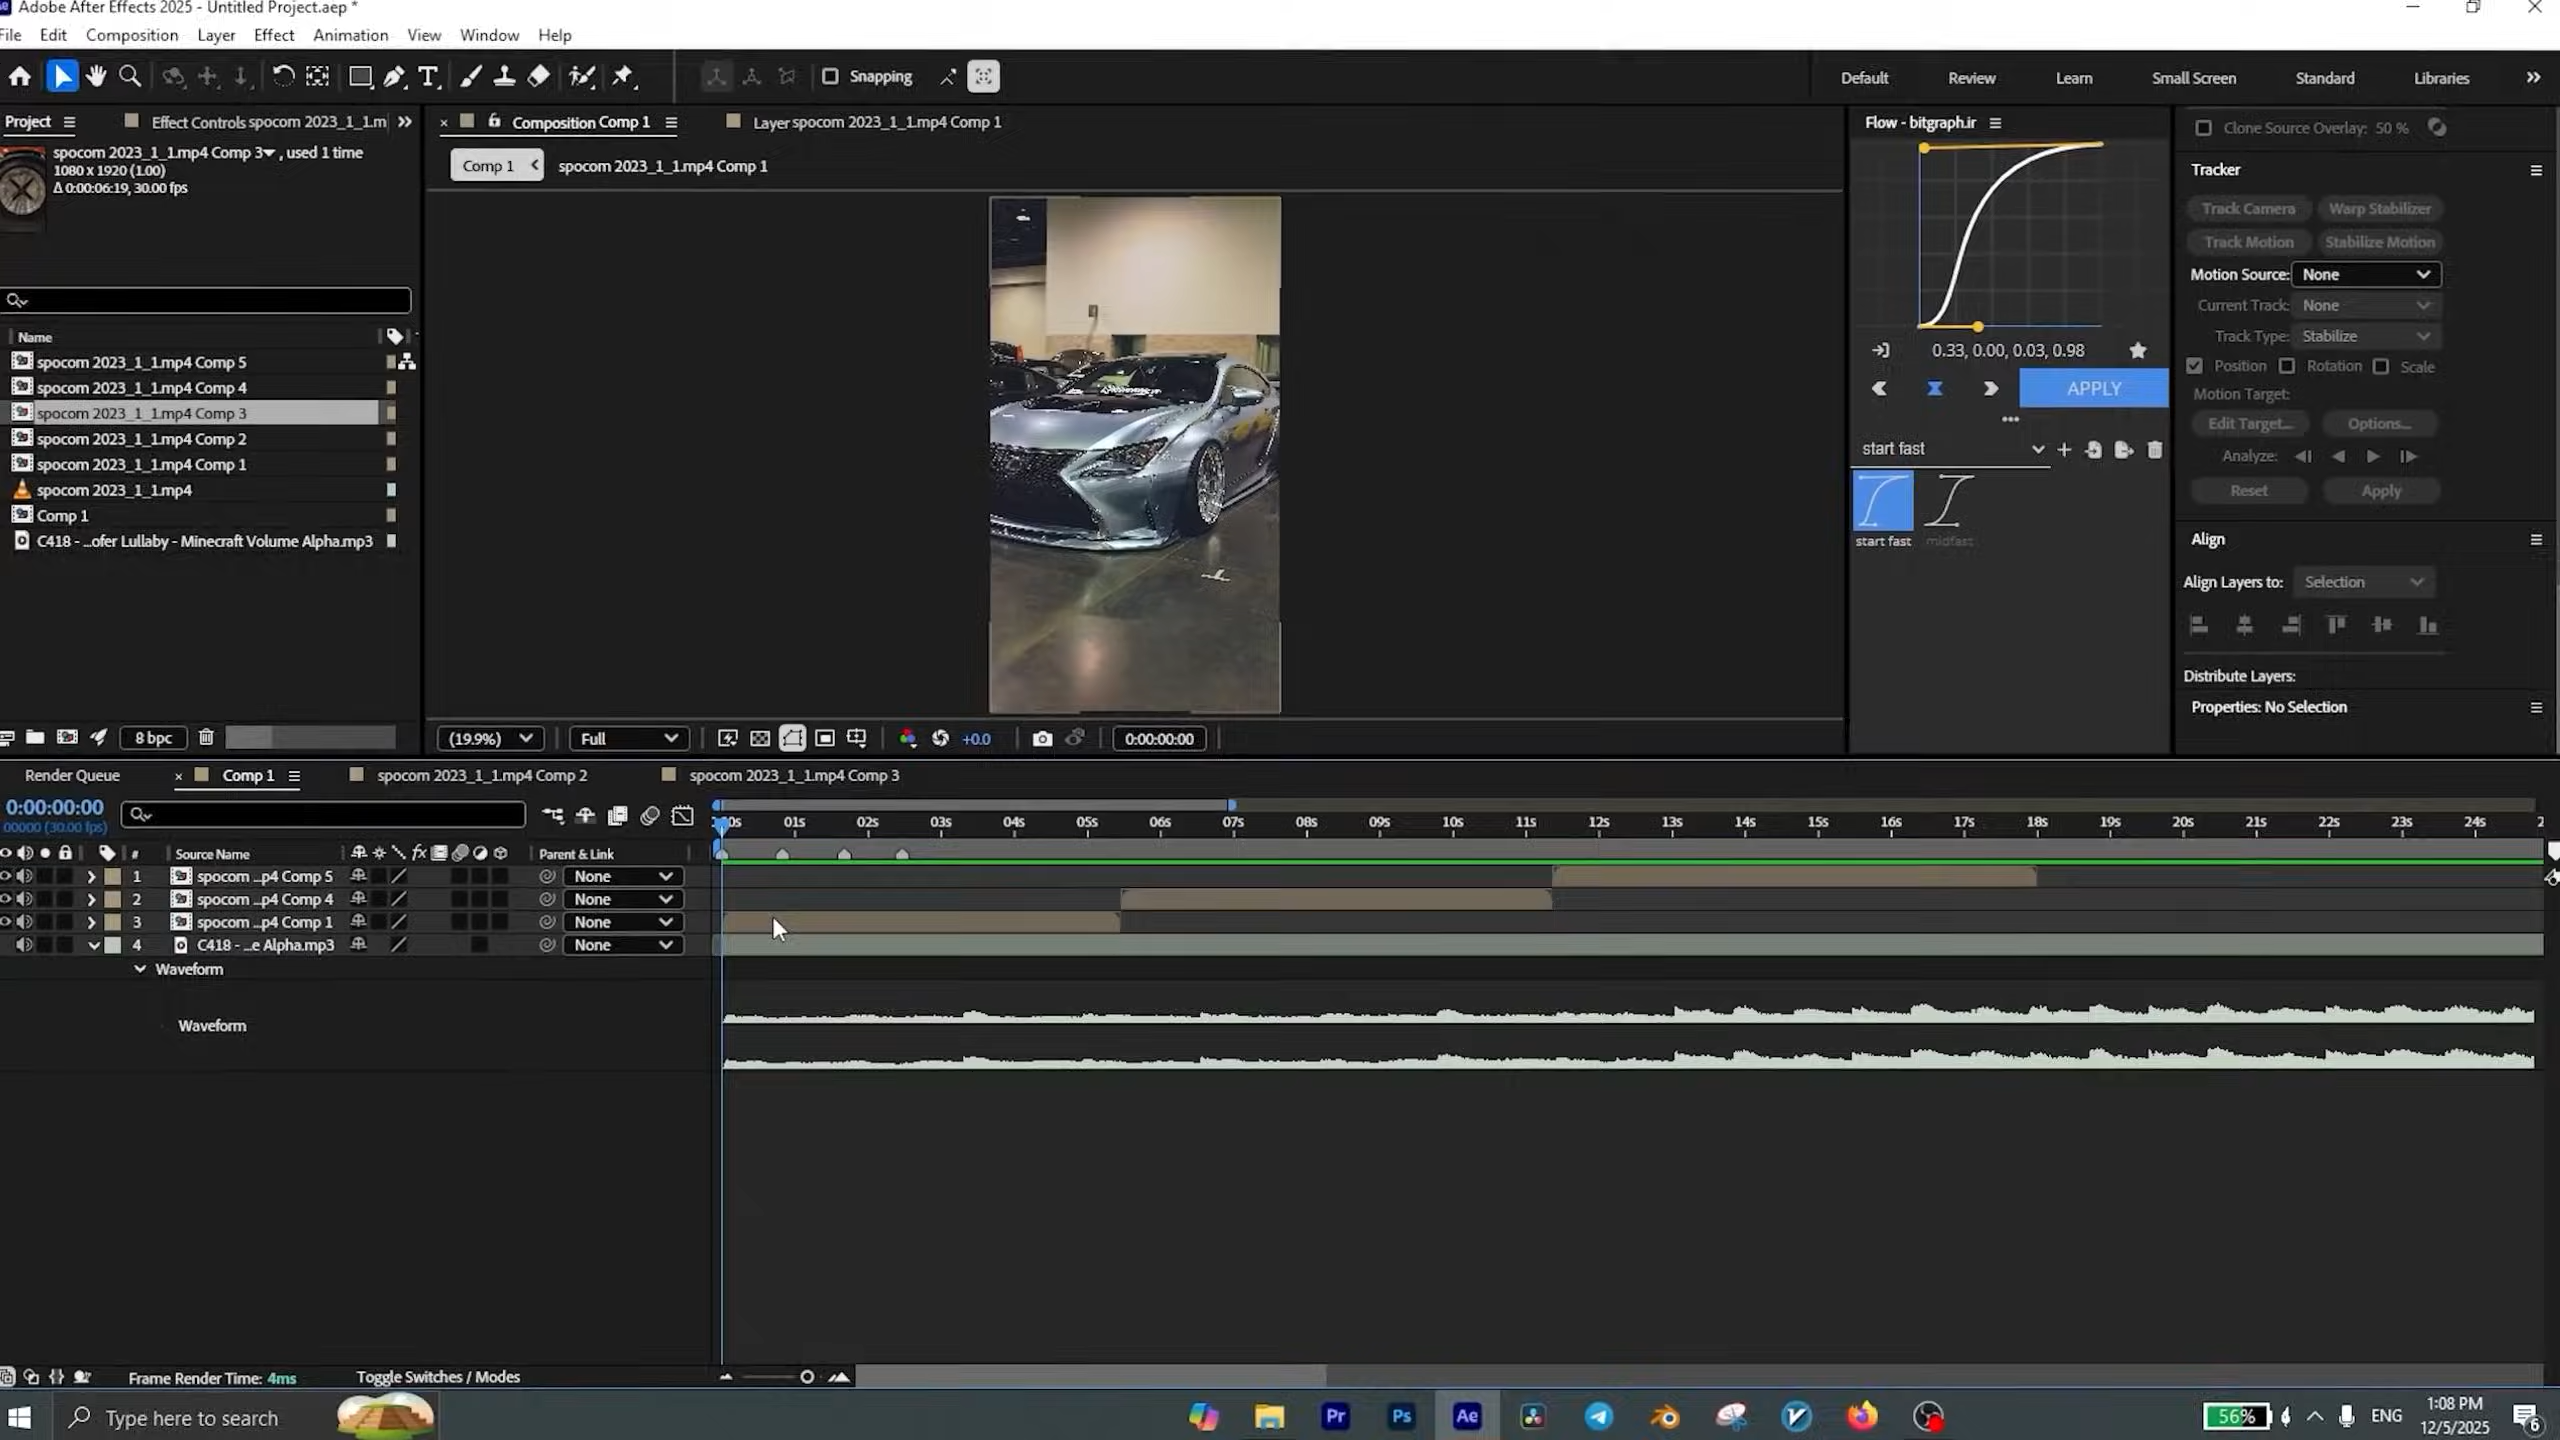 Adobe After Effects 2025 - Untitled Project.aep *
File Edit Composition Layer Effect Animation View Window Help
Snapping
Default Review Learn Small Screen Standard Libraries
Project
Effect Controls spocom 2023_1_1.m
Composition Comp 1
Layer spocom 2023_1_1.mp4 Comp 1
Comp 1
spocom 2023_1_1.mp4 Comp 1
spocom 2023_1_1.mp4 Comp 3 , used 1 time
1080 x 1920 (1.00)
Δ 0:00:06:19, 30.00 fps
Name
spocom 2023_1_1.mp4 Comp 5
spocom 2023_1_1.mp4 Comp 4
spocom 2023_1_1.mp4 Comp 3
spocom 2023_1_1.mp4 Comp 2
spocom 2023_1_1.mp4 Comp 1
spocom 2023_1_1.mp4
Comp 1
C418 - ...ofer Lullaby - Minecraft Volume Alpha.mp3
8 bpc
(19.9%)
Full
+0.0
0:00:00:00
Flow - bitgraph.ir
0.33, 0.00, 0.03, 0.98
APPLY
start fast
start fast
midfast
Clone Source Overlay: 50 %
Tracker
Track Camera Warp Stabilizer
Track Motion Stabilize Motion
Motion Source: None
Current Track: None
Track Type: Stabilize
Position Rotation Scale
Motion Target:
Edit Target... Options...
Analyze:
Reset Apply
Align
Align Layers to: Selection
Distribute Layers:
Properties: No Selection
Render Queue
Comp 1
spocom 2023_1_1.mp4 Comp 2
spocom 2023_1_1.mp4 Comp 3
0:00:00:00
00000 (30.00 fps)
00s 01s 02s 03s 04s 05s 06s 07s 08s 09s 10s 11s 12s 13s 14s 15s 16s 17s 18s 19s 20s 21s 22s 23s 24s 2
# Source Name fx Parent & Link
1 spocom ...p4 Comp 5 None
2 spocom ...p4 Comp 4 None
3 spocom ...p4 Comp 1 None
4 C418 - ...e Alpha.mp3 None
Waveform
Waveform
Frame Render Time: 4ms
Toggle Switches / Modes
Type here to search
Pr
Ps
Ae
56%
ENG
1:08 PM
12/5/2025
6